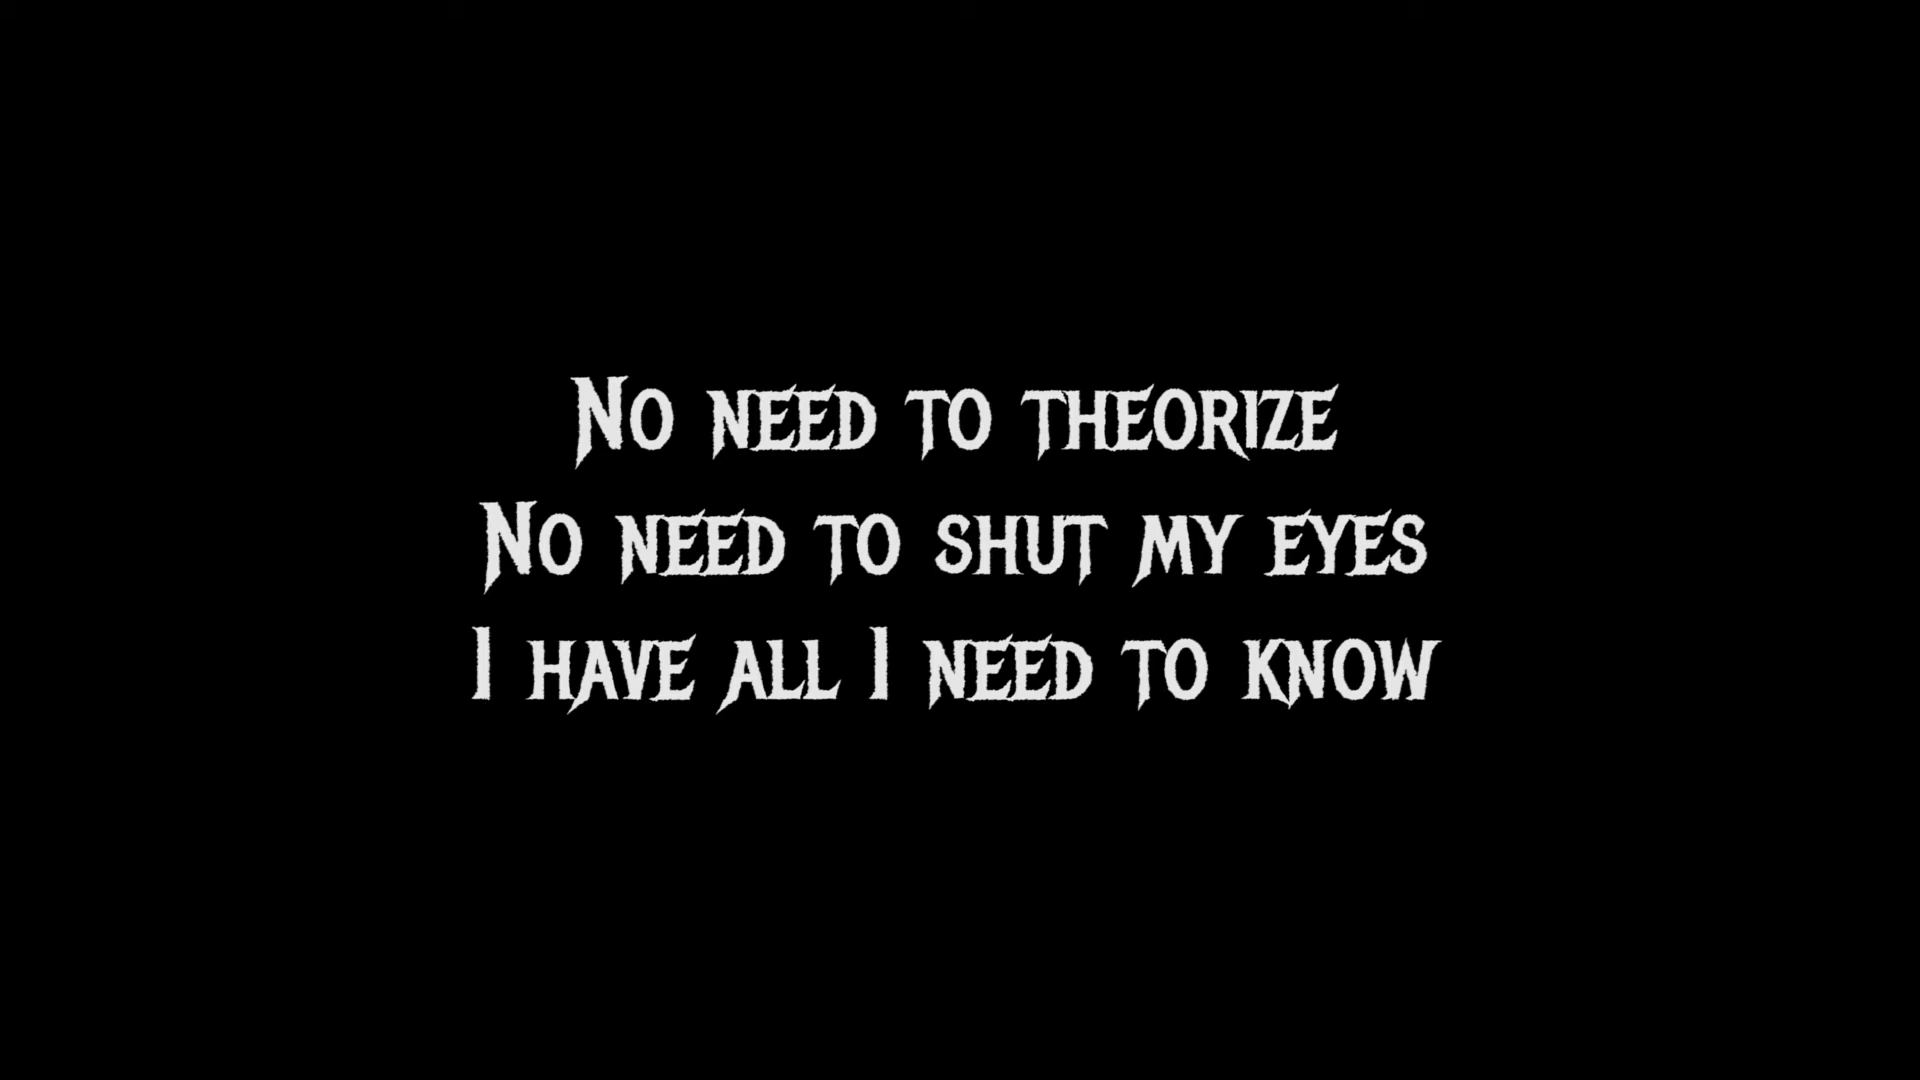 No need to theorize
No need to shut my eyes
I have all I need to know